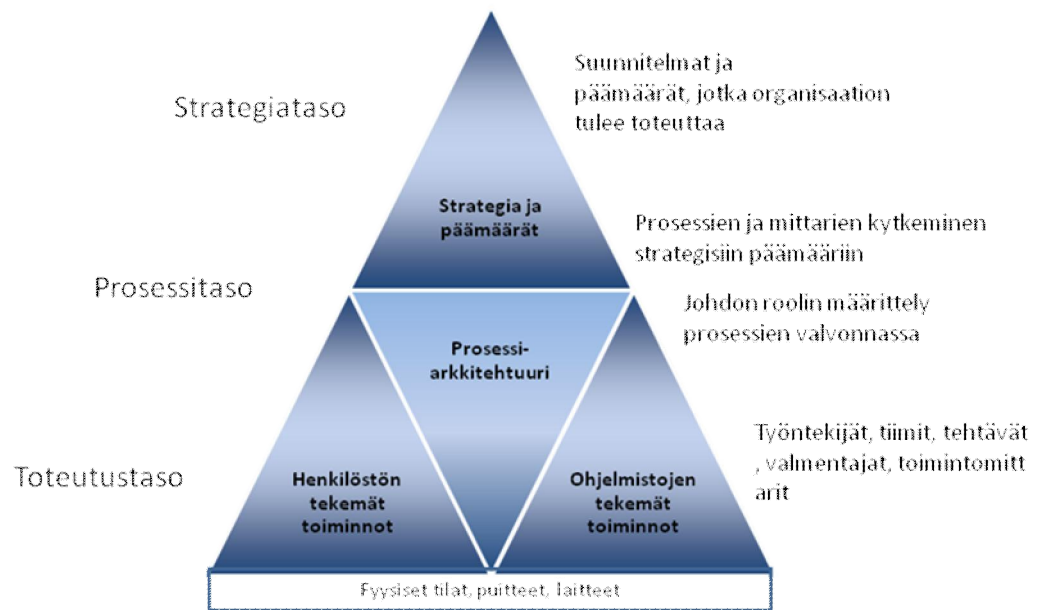 Strategiataso
Suunnitelmat ja
päämäärät, jotka organisaation
tulee toteuttaa
Strategia ja
päämäärät
Prosessien ja mittarien kytkeminen
strategisiin päämääriin
Prosessitaso
Johdon roolin määrittely
prosessien valvonnassa
Prosessi-
arkkitehtuuri
Työntekijät, tiimit, tehtävät
, valmentajat, toimintomitt
arit
Toteutustaso
Henkilöstön
tekemät
toiminnot
Ohjelmistojen
tekemät
toiminnot
Fyysiset tilat, puitteet, laitteet